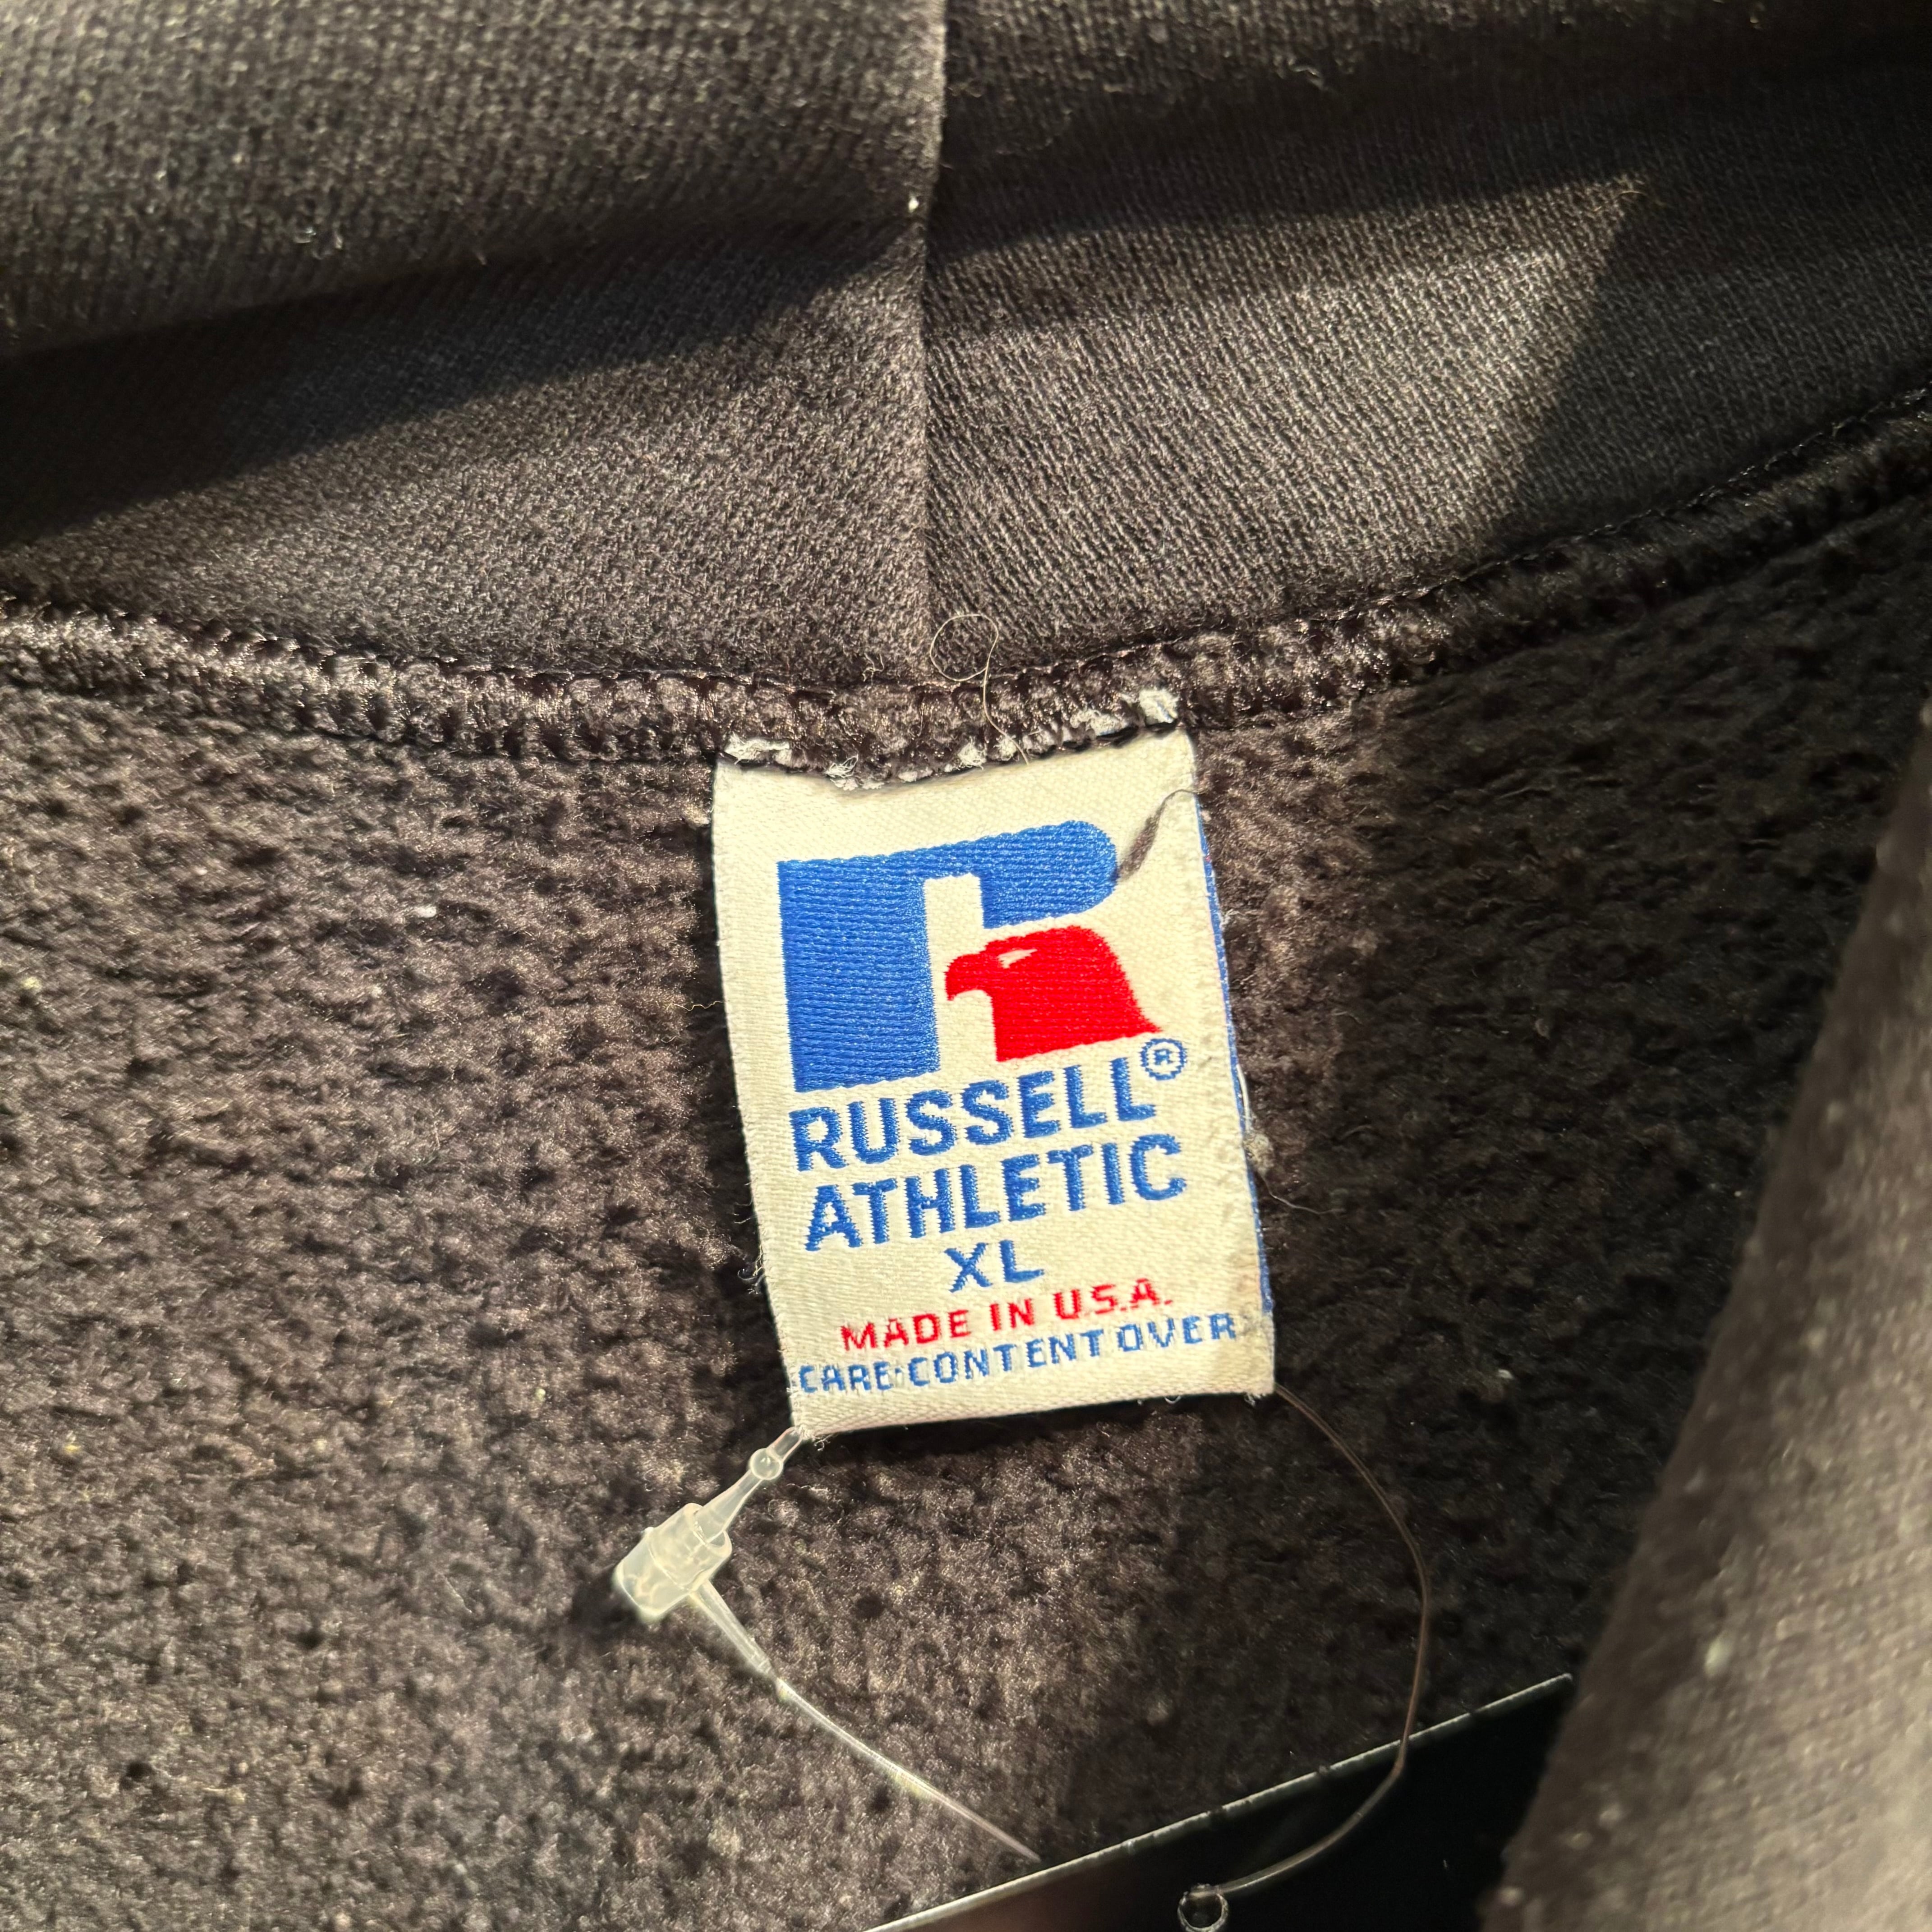 RUSSELL®
ATHLETIC
XL
MADE IN U.S.A.
CARE·CONTENT OVER